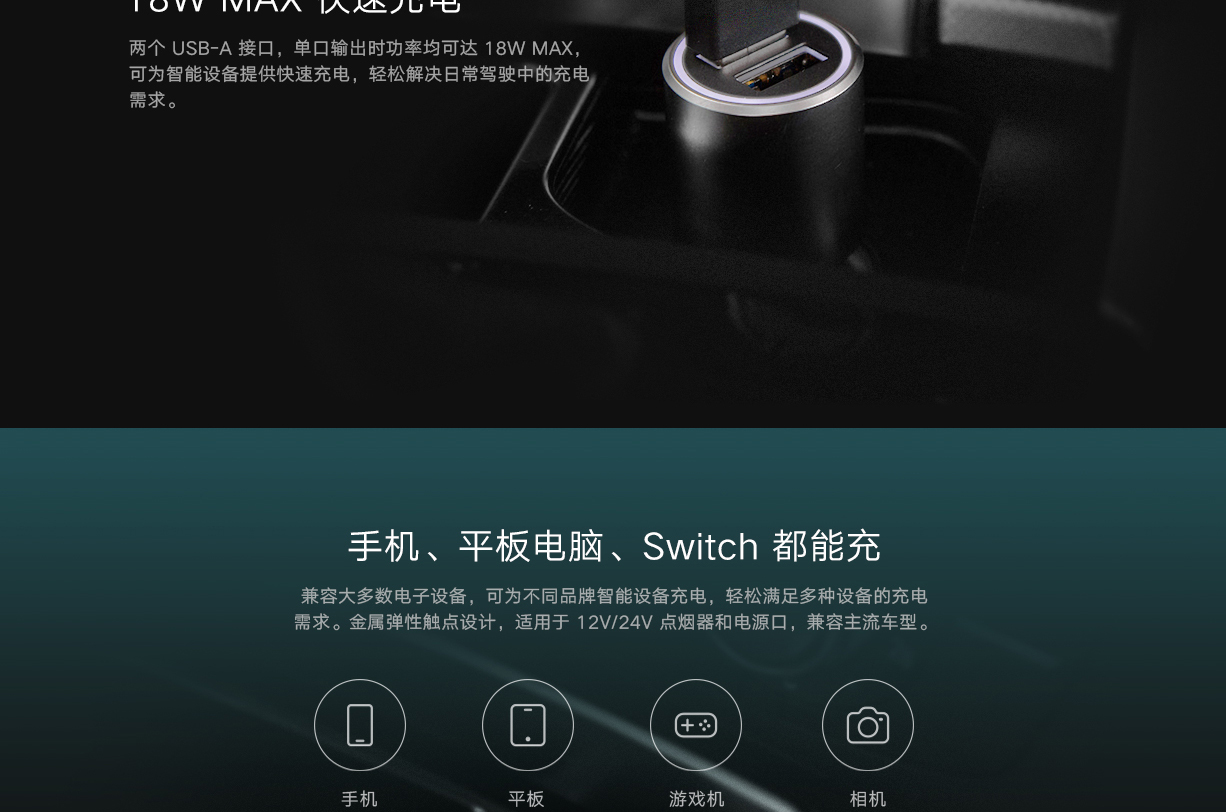 18W MAX 快速充电
两个 USB-A 接口，单口输出时功率均可达 18W MAX，
可为智能设备提供快速充电，轻松解决日常驾驶中的充电
需求。
手机、平板电脑、Switch 都能充
兼容大多数电子设备，可为不同品牌智能设备充电，轻松满足多种设备的充电
需求。金属弹性触点设计，适用于 12V/24V 点烟器和电源口，兼容主流车型。
手机 平板 游戏机 相机